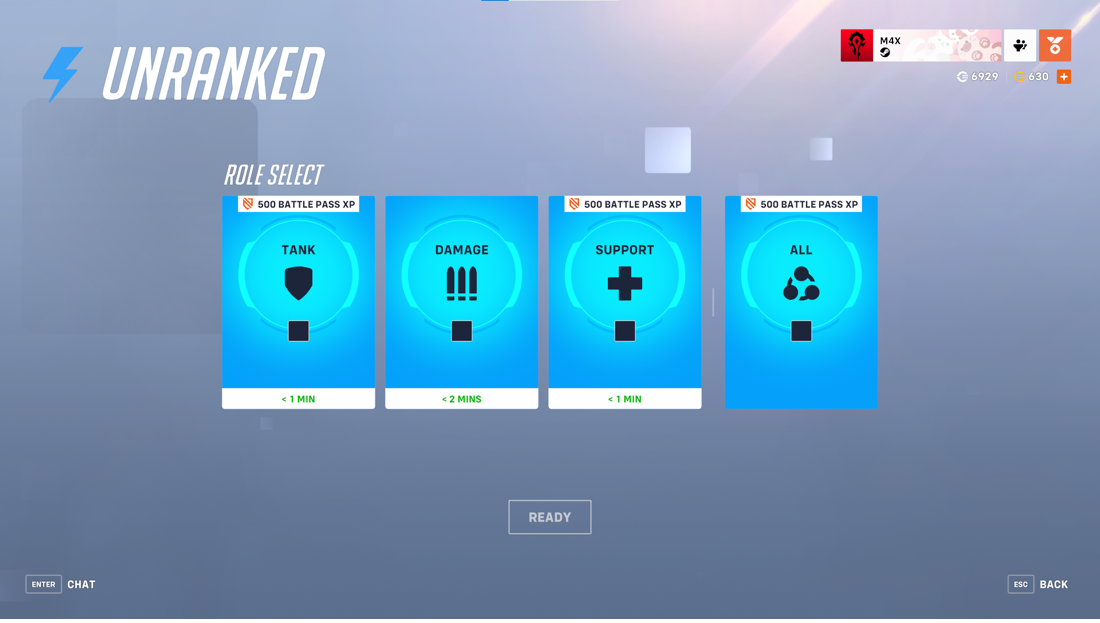 UNRANKED
M4X
6929
630
ROLE SELECT
500 BATTLE PASS XP
TANK
< 1 MIN
DAMAGE
< 2 MINS
500 BATTLE PASS XP
SUPPORT
< 1 MIN
500 BATTLE PASS XP
ALL
READY
ENTER CHAT
ESC BACK